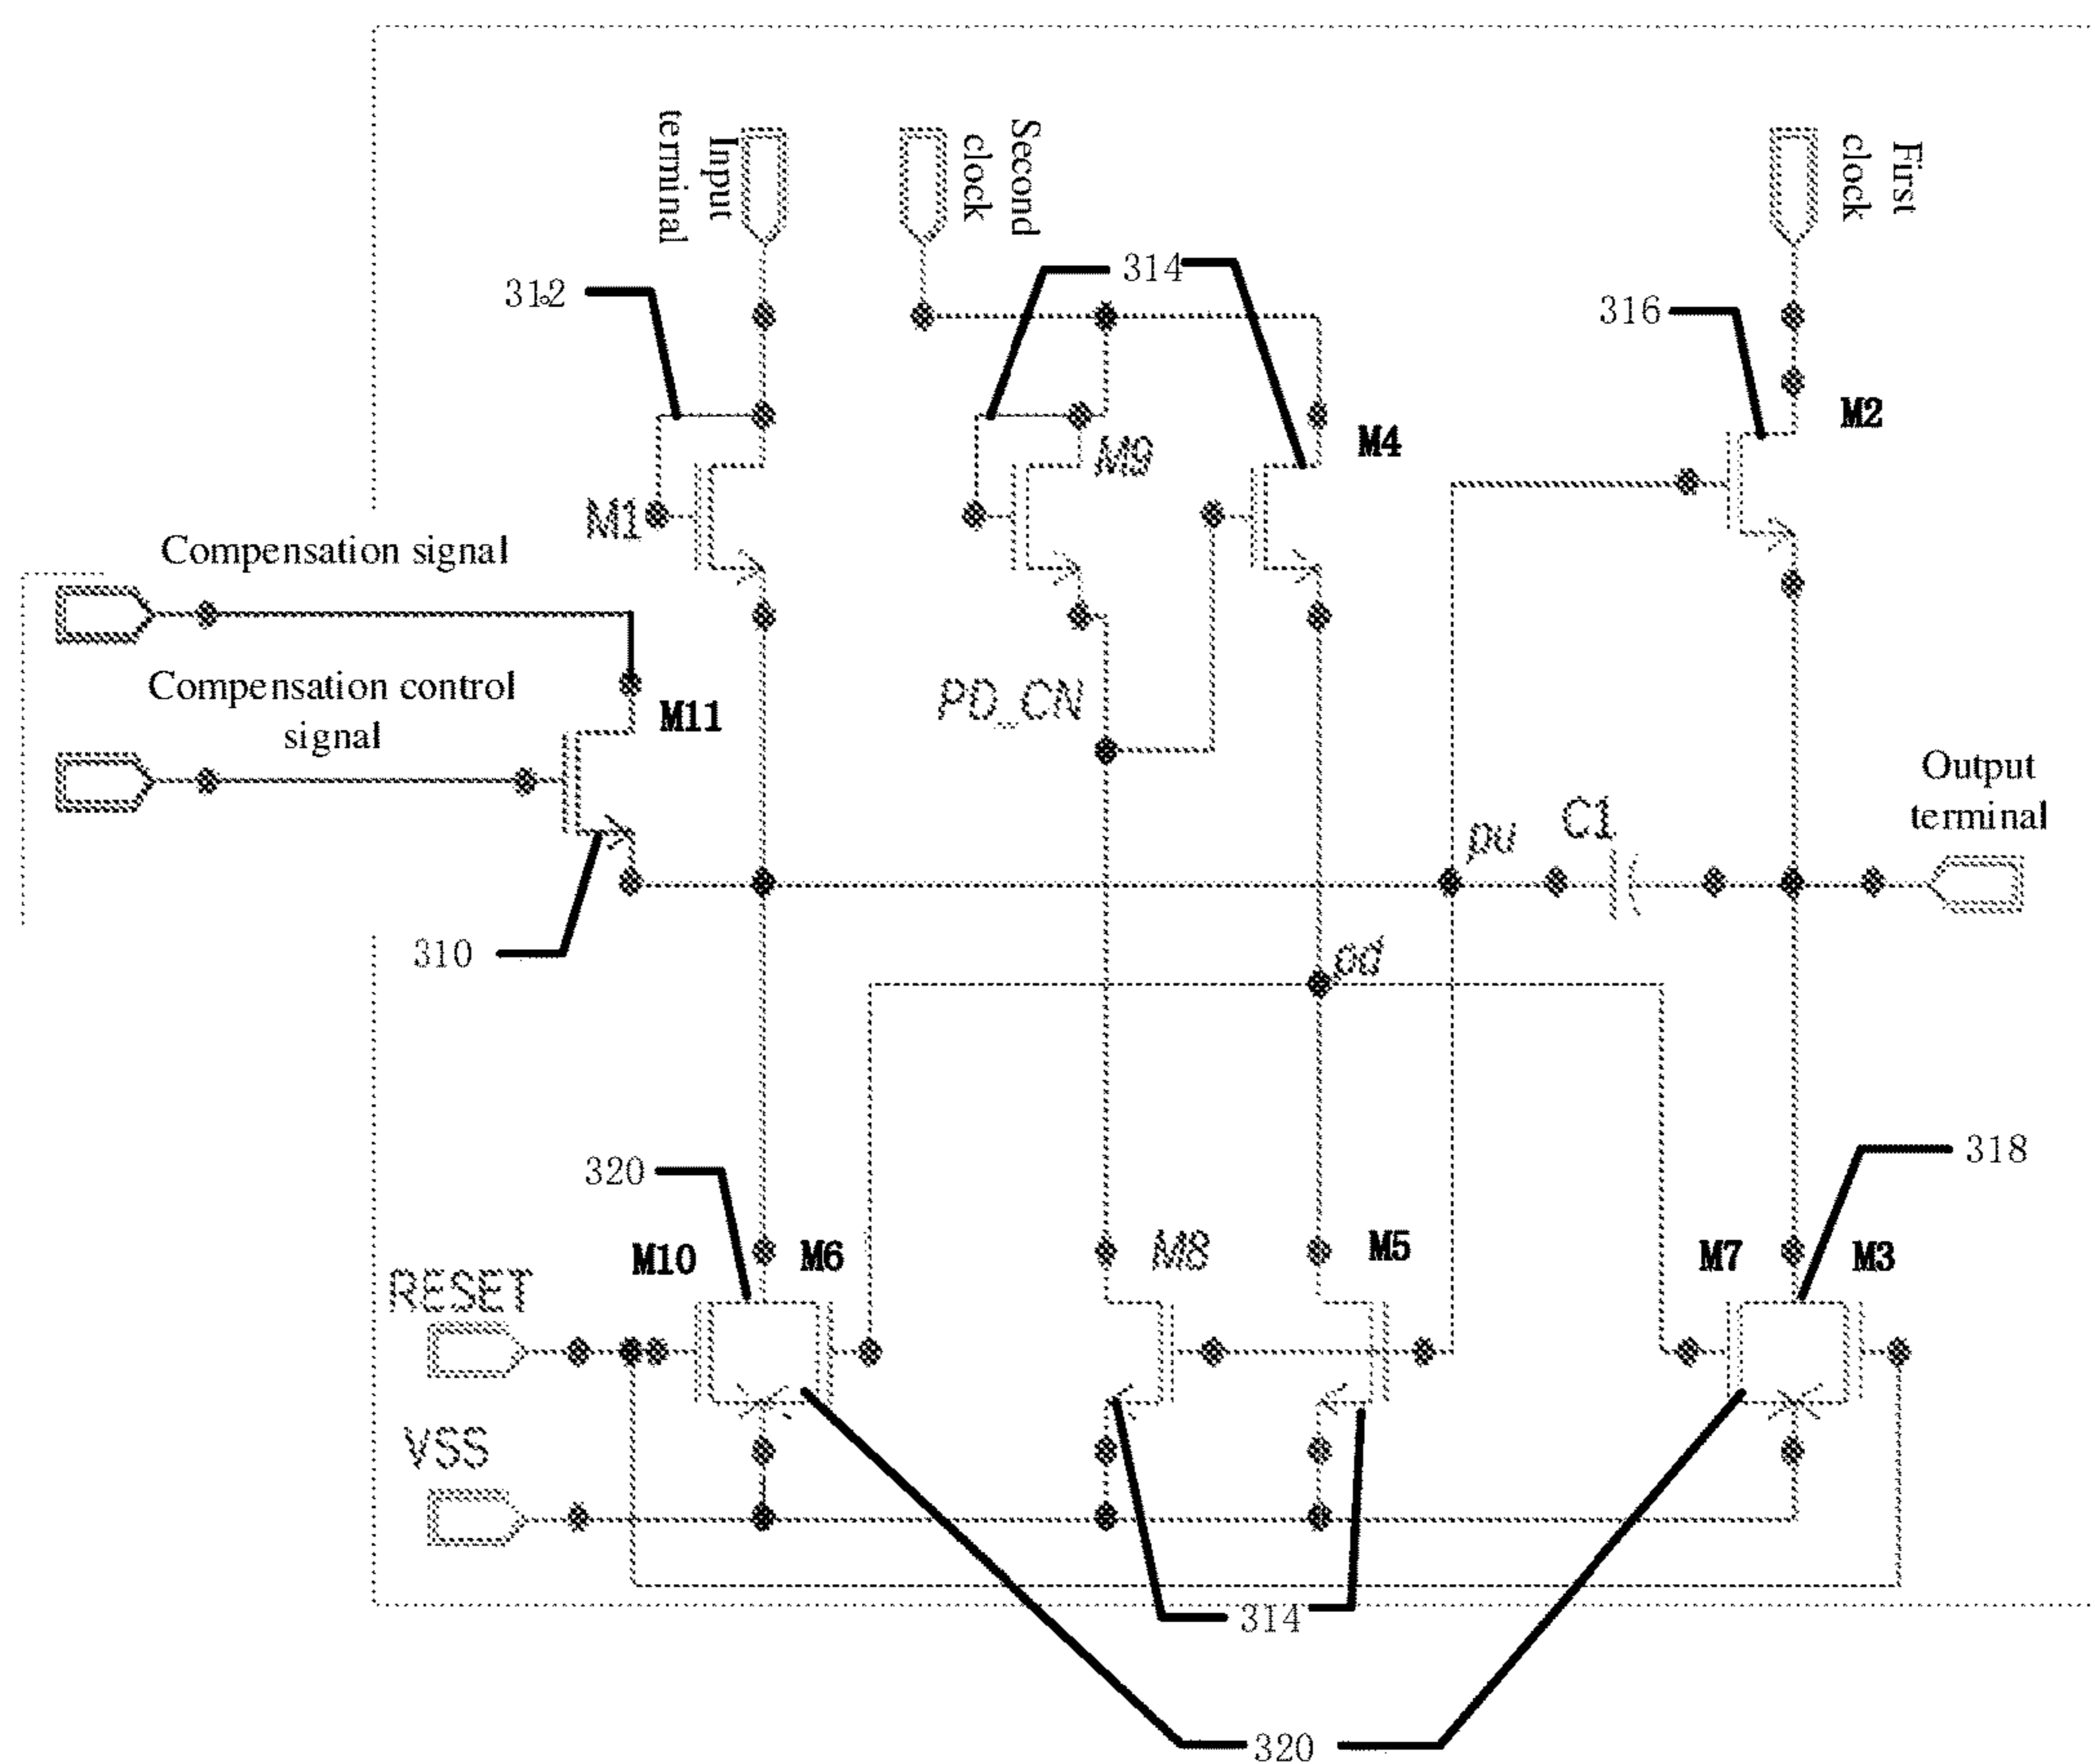 Input
terminal
Second
clock
First
clock
312
314
316
M1
M9
M4
M2
Compensation signal
Compensation control
signal
M11
PD_CN
Output
terminal
pu
C1
310
pd
320
318
M10
M6
M8
M5
M7
M3
RESET
VSS
314
320